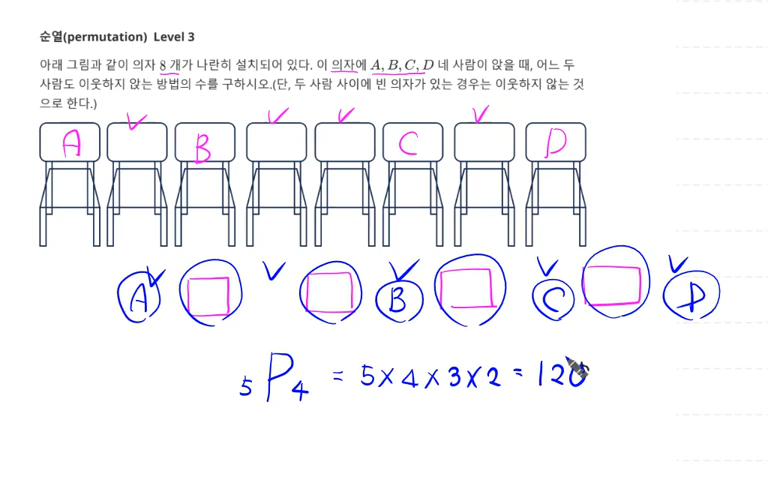 순열(permutation) Level 3
아래 그림과 같이 의자 8 개가 나란히 설치되어 있다. 이 의자에 A, B, C, D 네 사람이 앉을 때, 어느 두
사람도 이웃하지 않는 방법의 수를 구하시오.(단, 두 사람 사이에 빈 의자가 있는 경우는 이웃하지 않는 것
으로 한다.)
A B C D
A B C D
₅P₄ = 5×4×3×2 = 120